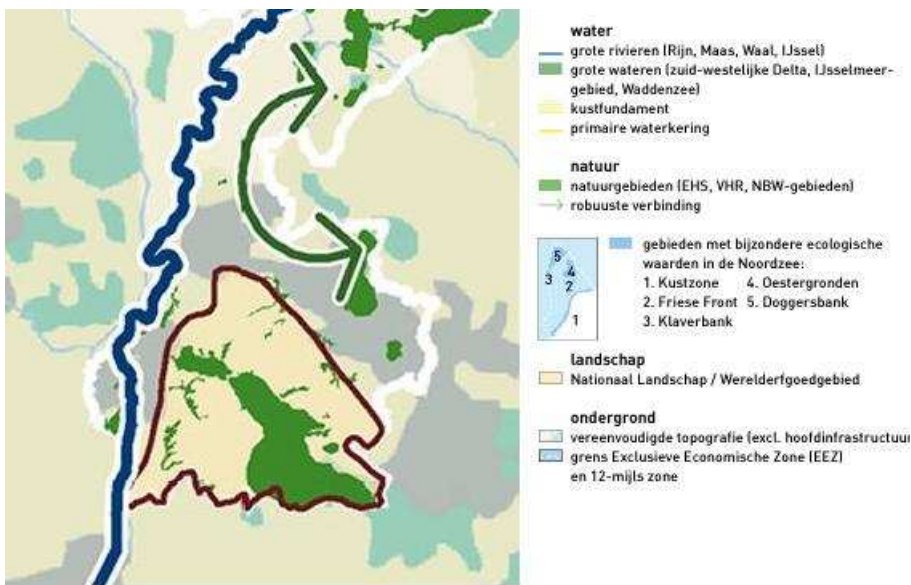 water
grote rivieren (Rijn, Maas, Waal, IJssel)
grote wateren (zuid-westelijke Delta, IJsselmeer-
gebied, Waddenzee)
kustfundament
primaire waterkering
natuur
natuurgebieden (EHS, VHR, NBW-gebieden)
robuuste verbinding
gebieden met bijzondere ecologische
waarden in de Noordzee:
1. Kustzone 4. Oestergronden
2. Friese Front 5. Doggersbank
3. Klaverbank
5
3 4
2
1
landschap
Nationaal Landschap / Werelderfgoedgebied
ondergrond
vereenvoudigde topografie (excl. hoofdinfrastructuur
grens Exclusieve Economische Zone (EEZ)
en 12-mijls zone